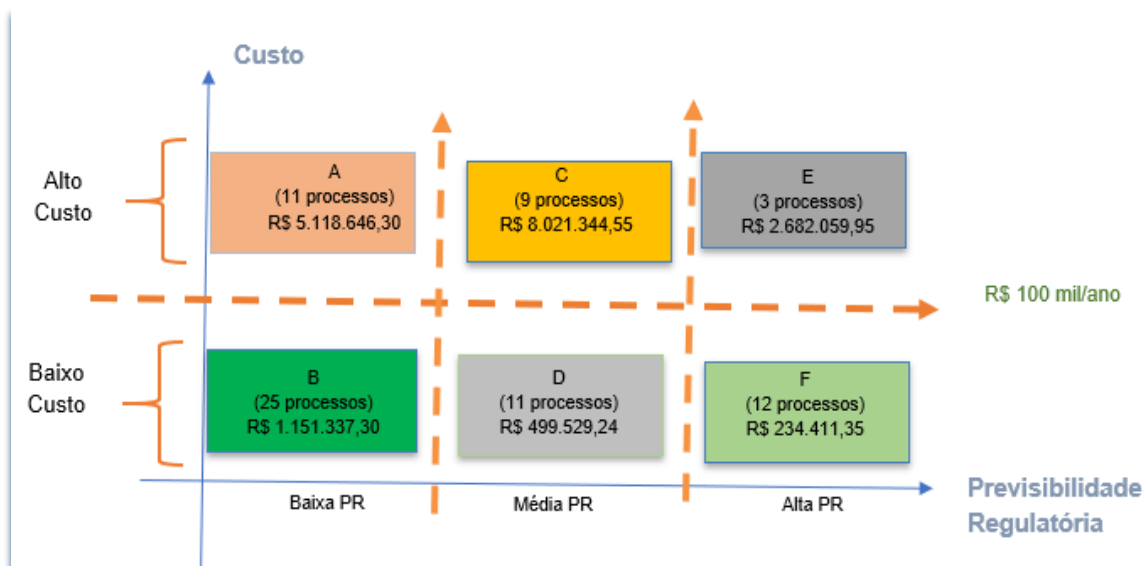 Custo
Alto
Custo
A
(11 processos)
R$ 5.118.646,30
C
(9 processos)
R$ 8.021.344,55
E
(3 processos)
R$ 2.682.059,95
R$ 100 mil/ano
Baixo
Custo
B
(25 processos)
R$ 1.151.337,30
D
(11 processos)
R$ 499.529,24
F
(12 processos)
R$ 234.411,35
Baixa PR
Média PR
Alta PR
Previsibilidade
Regulatória